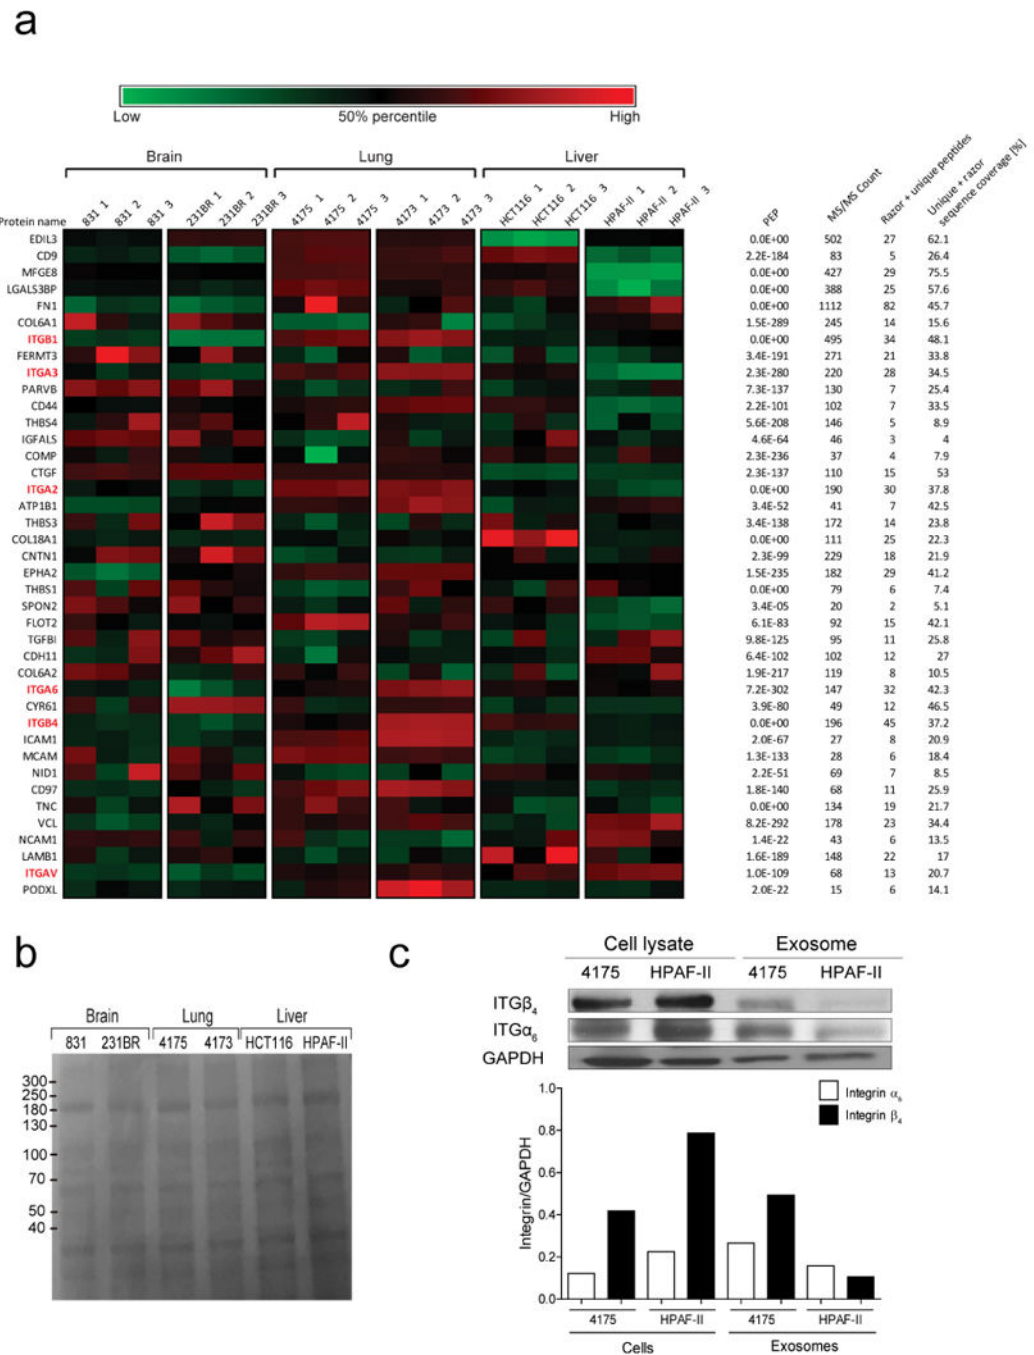 a
Low 50% percentile High
Brain Lung Liver
Protein name 831 1 831 2 831 3 231BR 1 231BR 2 231BR 3 4175 1 4175 2 4175 3 4173 1 4173 2 4173 3 HCT116 1 HCT116 2 HCT116 3 HPAF-II 1 HPAF-II 2 HPAF-II 3 PEP MS/MS Count Razor + unique peptides Unique + razor sequence coverage [%]
EDIL3 0.0E+00 502 27 62.1
CD9 2.2E-184 83 5 26.4
MFGE8 0.0E+00 427 29 75.5
LGALS3BP 0.0E+00 388 25 57.6
FN1 0.0E+00 1112 82 45.7
COL6A1 1.5E-289 245 14 15.6
ITGB1 0.0E+00 495 34 48.1
FERMT3 3.4E-191 271 21 33.8
ITGA3 2.3E-280 220 28 34.5
PARVB 7.3E-137 130 7 25.4
CD44 2.2E-101 102 7 33.5
THBS4 5.6E-208 146 5 8.9
IGFALS 4.6E-64 46 3 4
COMP 2.3E-236 37 4 7.9
CTGF 2.3E-137 110 15 53
ITGA2 0.0E+00 190 30 37.8
ATP1B1 3.4E-52 41 7 42.5
THBS3 3.4E-138 172 14 23.8
COL18A1 0.0E+00 111 25 22.3
CNTN1 2.3E-99 229 18 21.9
EPHA2 1.5E-235 182 29 41.2
THBS1 0.0E+00 79 6 7.4
SPON2 3.4E-05 20 2 5.1
FLOT2 6.1E-83 92 15 42.1
TGFBI 9.8E-125 95 11 25.8
CDH11 6.4E-102 102 12 27
COL6A2 1.9E-217 119 8 10.5
ITGA6 7.2E-302 147 32 42.3
CYR61 3.9E-80 49 12 46.5
ITGB4 0.0E+00 196 45 37.2
ICAM1 2.0E-67 27 8 20.9
MCAM 1.3E-133 28 6 18.4
NID1 2.2E-51 69 7 8.5
CD97 1.8E-140 68 11 25.9
TNC 0.0E+00 134 19 21.7
VCL 8.2E-292 178 23 34.4
NCAM1 1.4E-22 43 6 13.5
LAMB1 1.6E-189 148 22 17
ITGAV 1.0E-109 68 13 20.7
PODXL 2.0E-22 15 6 14.1
b
Brain Lung Liver
831 231BR 4175 4173 HCT116 HPAF-II
300
250
180
130
100
70
50
40
c
Cell lysate Exosome
4175 HPAF-II 4175 HPAF-II
ITGβ4
ITGα6
GAPDH
Integrin/GAPDH
1.0
0.8
0.6
0.4
0.2
0.0
Integrin α6
Integrin β4
4175 HPAF-II 4175 HPAF-II
Cells Exosomes